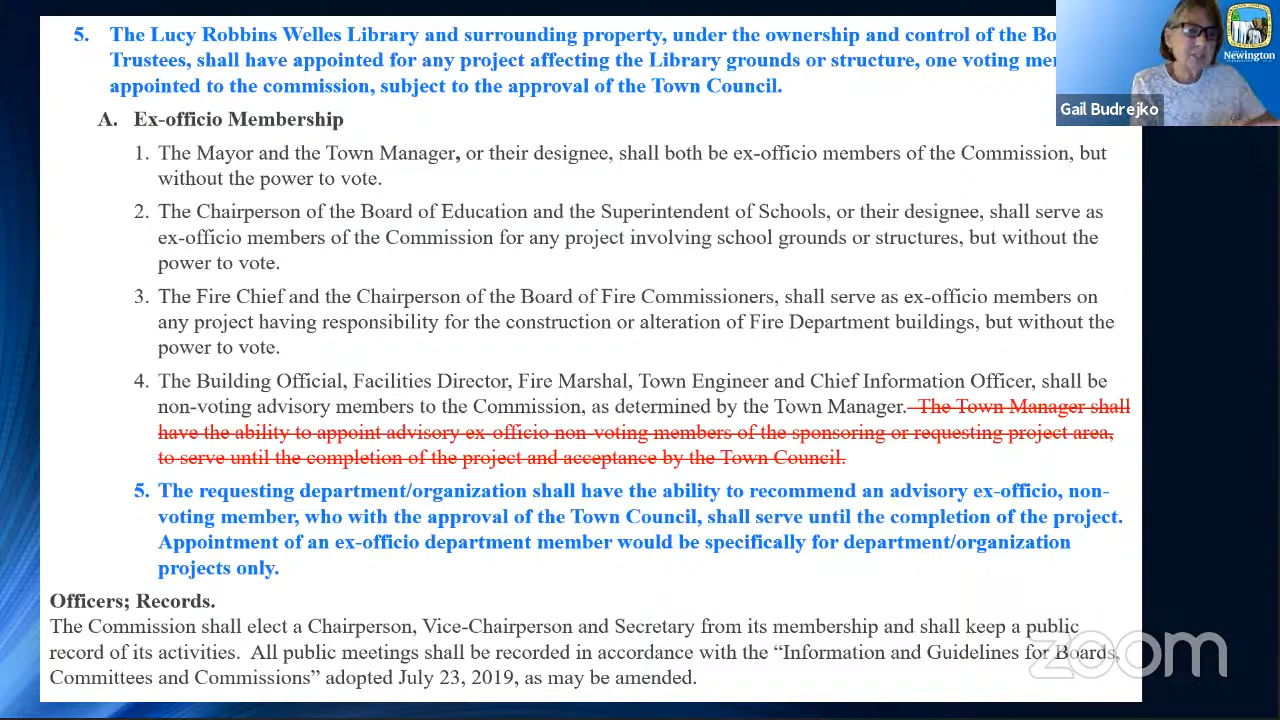 5. The Lucy Robbins Welles Library and surrounding property, under the ownership and control of the
Trustees, shall have appointed for any project affecting the Library grounds or structure, one voting
appointed to the commission, subject to the approval of the Town Council.
Newington
Gail Budrejko
A. Ex-officio Membership
1. The Mayor and the Town Manager, or their designee, shall both be ex-officio members of the Commission, but
without the power to vote.
2. The Chairperson of the Board of Education and the Superintendent of Schools, or their designee, shall serve as
ex-officio members of the Commission for any project involving school grounds or structures, but without the
power to vote.
3. The Fire Chief and the Chairperson of the Board of Fire Commissioners, shall serve as ex-officio members on
any project having responsibility for the construction or alteration of Fire Department buildings, but without the
power to vote.
4. The Building Official, Facilities Director, Fire Marshal, Town Engineer and Chief Information Officer, shall be
non-voting advisory members to the Commission, as determined by the Town Manager. The Town Manager shall
have the ability to appoint advisory ex-officio non-voting members of the sponsoring or requesting project area,
to serve until the completion of the project and acceptance by the Town Council.
5. The requesting department/organization shall have the ability to recommend an advisory ex-officio, non-
voting member, who with the approval of the Town Council, shall serve until the completion of the project.
Appointment of an ex-officio department member would be specifically for department/organization
projects only.
Officers; Records.
The Commission shall elect a Chairperson, Vice-Chairperson and Secretary from its membership and shall keep a public
record of its activities. All public meetings shall be recorded in accordance with the “Information and Guidelines for Boards,
Committees and Commissions” adopted July 23, 2019, as may be amended.
zoom